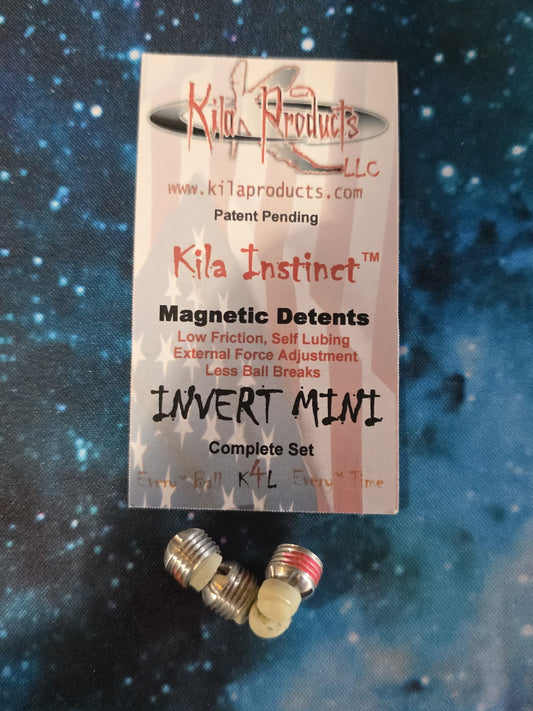 Kila Products
LLC
www.kilaproducts.com
Patent Pending
Kila Instinct™
Magnetic Detents
Low Friction, Self Lubing
External Force Adjustment
Less Ball Breaks
INVERT MINI
Complete Set
Every~Ball K4L Every~Time